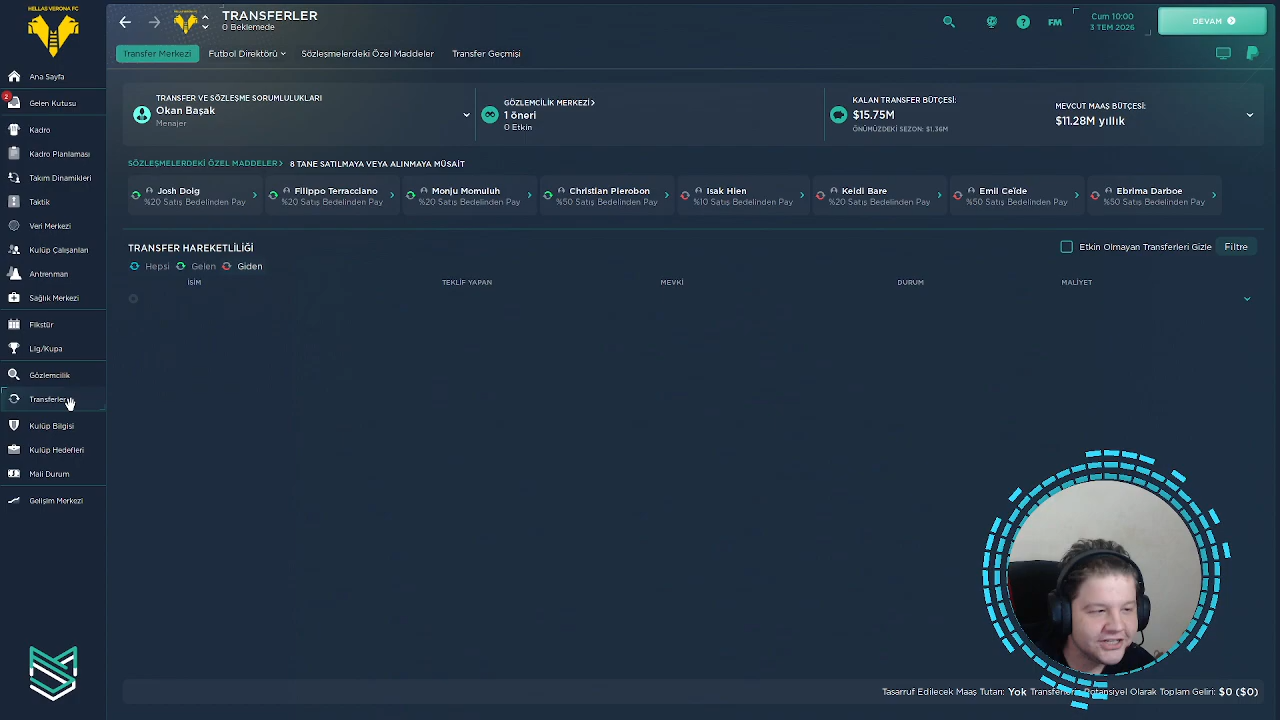 HELLAS VERONA FC
TRANSFERLER
0 Beklemede
FM
Cum 10:00
3 TEM 2026
DEVAM
Transfer Merkezi
Futbol Direktörü
Sözleşmelerdeki Özel Maddeler
Transfer Geçmişi
Ana Sayfa
2
Gelen Kutusu
Kadro
Kadro Planlaması
Takım Dinamikleri
Taktik
Veri Merkezi
Kulüp Çalışanları
Antrenman
Sağlık Merkezi
Fikstür
Lig/Kupa
Gözlemcilik
Transferler
Kulüp Bilgisi
Kulüp Hedefleri
Mali Durum
Gelişim Merkezi
TRANSFER VE SÖZLEŞME SORUMLULUKLARI
Okan Başak
Menajer
GÖZLEMCİLİK MERKEZİ>
1 öneri
0 Etkin
KALAN TRANSFER BÜTÇESİ:
$15.75M
ÖNÜMÜZDEKİ SEZON: $1.36M
MEVCUT MAAŞ BÜTÇESİ:
$11.28M yıllık
SÖZLEŞMELERDEKİ ÖZEL MADDELER > 8 TANE SATILMAYA VEYA ALINMAYA MÜSAİT
Josh Doig
%20 Satış Bedelinden Pay
Filippo Terracciano
%20 Satış Bedelinden Pay
Monju Momuluh
%20 Satış Bedelinden Pay
Christian Pierobon
%50 Satış Bedelinden Pay
Isak Hien
%10 Satış Bedelinden Pay
Keldi Bare
%20 Satış Bedelinden Pay
Emil Ceïde
%50 Satış Bedelinden Pay
Ebrima Darboe
%50 Satış Bedelinden Pay
TRANSFER HAREKETLİLİĞİ
Etkin Olmayan Transferleri Gizle
Filtre
Hepsi Gelen Giden
İSİM TEKLİF YAPAN MEVKİ DURUM MALİYET
Tasarruf Edilecek Maaş Tutarı: Yok Transferlerin Potansiyel Olarak Toplam Geliri: $0 ($0)